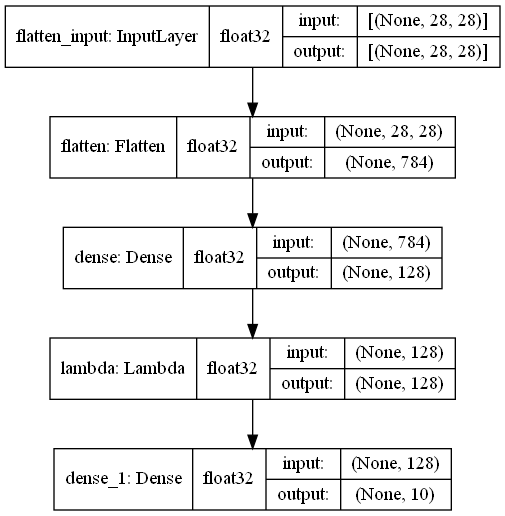 flatten_input: InputLayer float32 input: [(None, 28, 28)]
output: [(None, 28, 28)]
flatten: Flatten float32 input: (None, 28, 28)
output: (None, 784)
dense: Dense float32 input: (None, 784)
output: (None, 128)
lambda: Lambda float32 input: (None, 128)
output: (None, 128)
dense_1: Dense float32 input: (None, 128)
output: (None, 10)